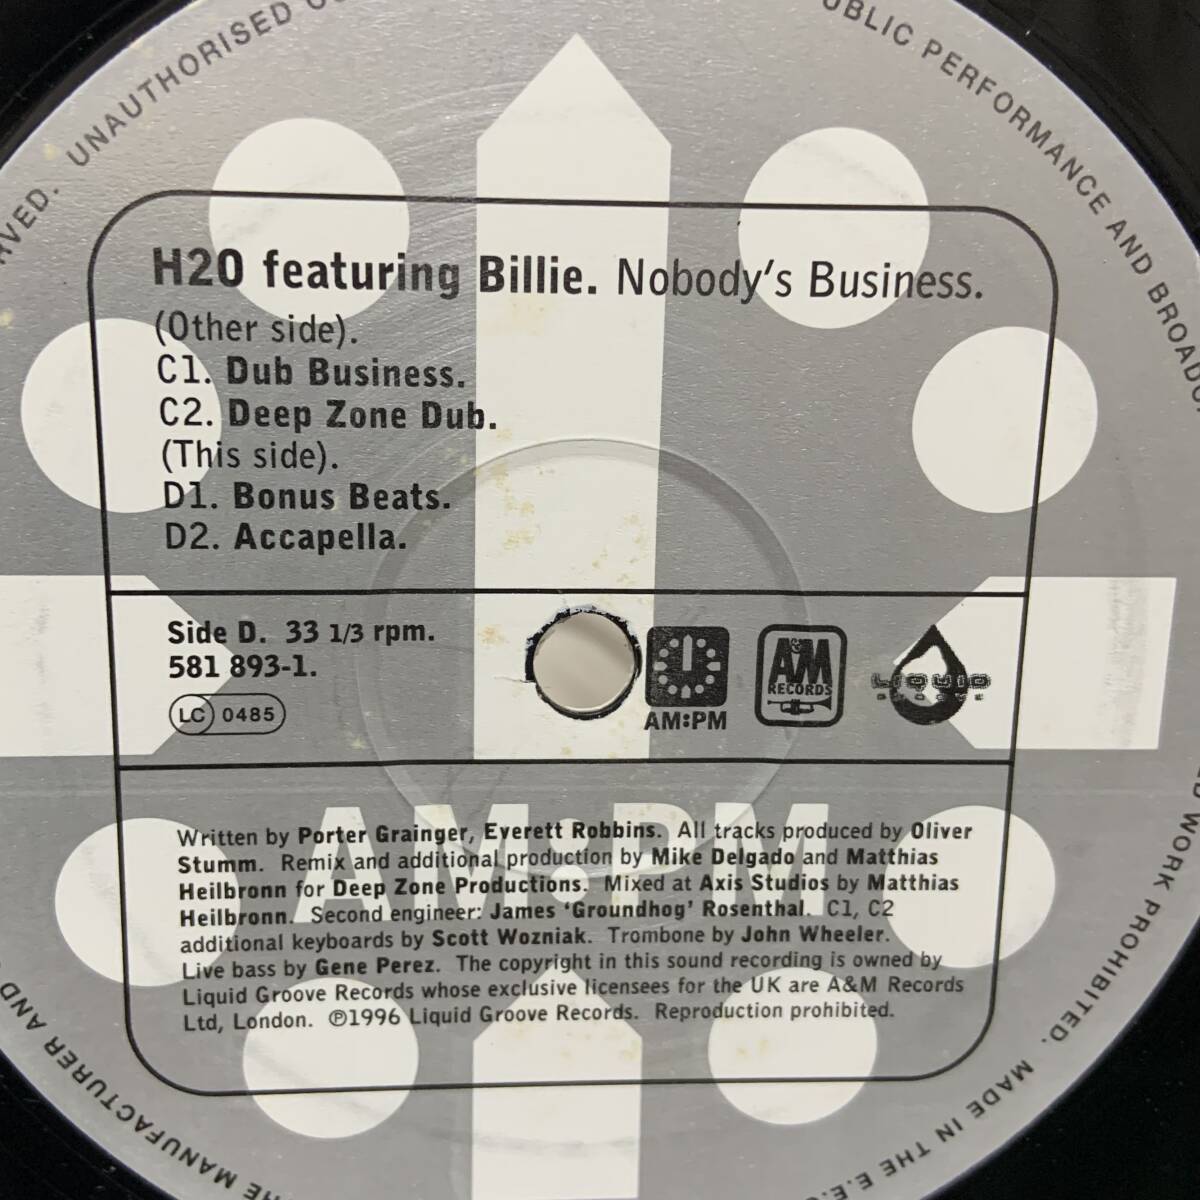 H2O featuring Billie. Nobody's Business.
(Other side).
C1. Dub Business.
C2. Deep Zone Dub.
(This side).
D1. Bonus Beats.
D2. Accapella.
Side D. 33 1/3 rpm.
581 893-1.
LC 0485
AM:PM
A&M
RECORDS
LIQUID
AM:PM
Written by Porter Grainger, Everett Robbins. All tracks produced by Oliver
Stumm. Remix and additional production by Mike Delgado and Matthias
Heilbronn for Deep Zone Productions. Mixed at Axis Studios by Matthias
Heilbronn. Second engineer: James ‘Groundhog’ Rosenthal. C1, C2
additional keyboards by Scott Wozniak. Trombone by John Wheeler.
Live bass by Gene Perez. The copyright in this sound recording is owned by
Liquid Groove Records whose exclusive licensees for the UK are A&M Records
Ltd, London. ℗1996 Liquid Groove Records. Reproduction prohibited.
UNAUTHORISED
PUBLIC PERFORMANCE AND
WORK PROHIBITED. MADE IN THE
MANUFACTURER AND